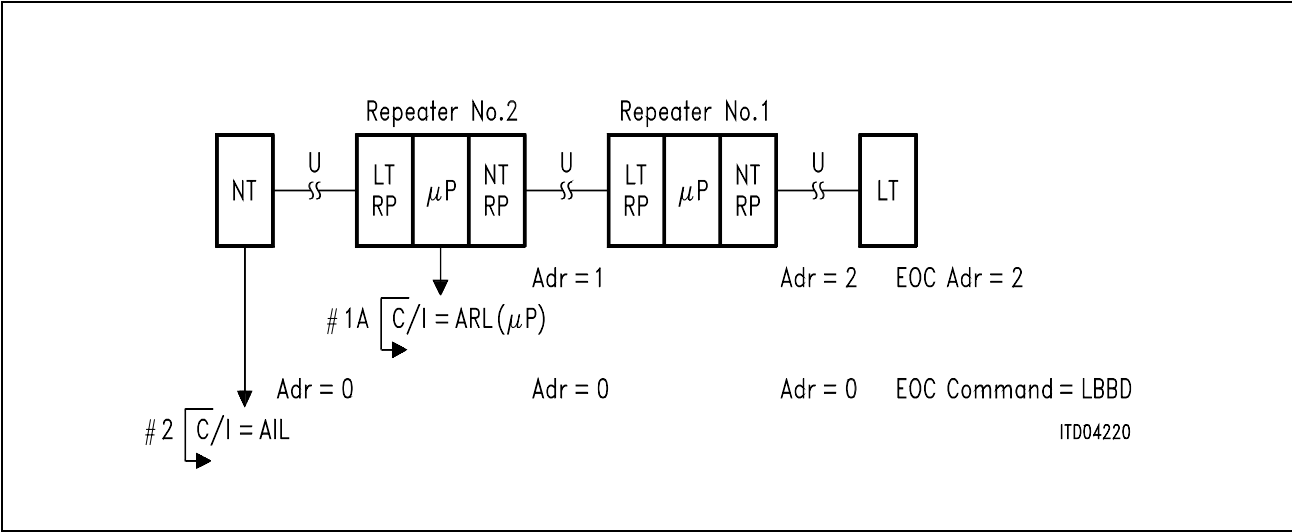 Repeater No.2 Repeater No.1
NT U LT RP μP NT RP U LT RP μP NT RP U LT
Adr = 1 Adr = 2 EOC Adr = 2
#1A C/I = ARL(μP)
Adr = 0 Adr = 0 Adr = 0 EOC Command = LBBD
#2 C/I = AIL
ITD04220